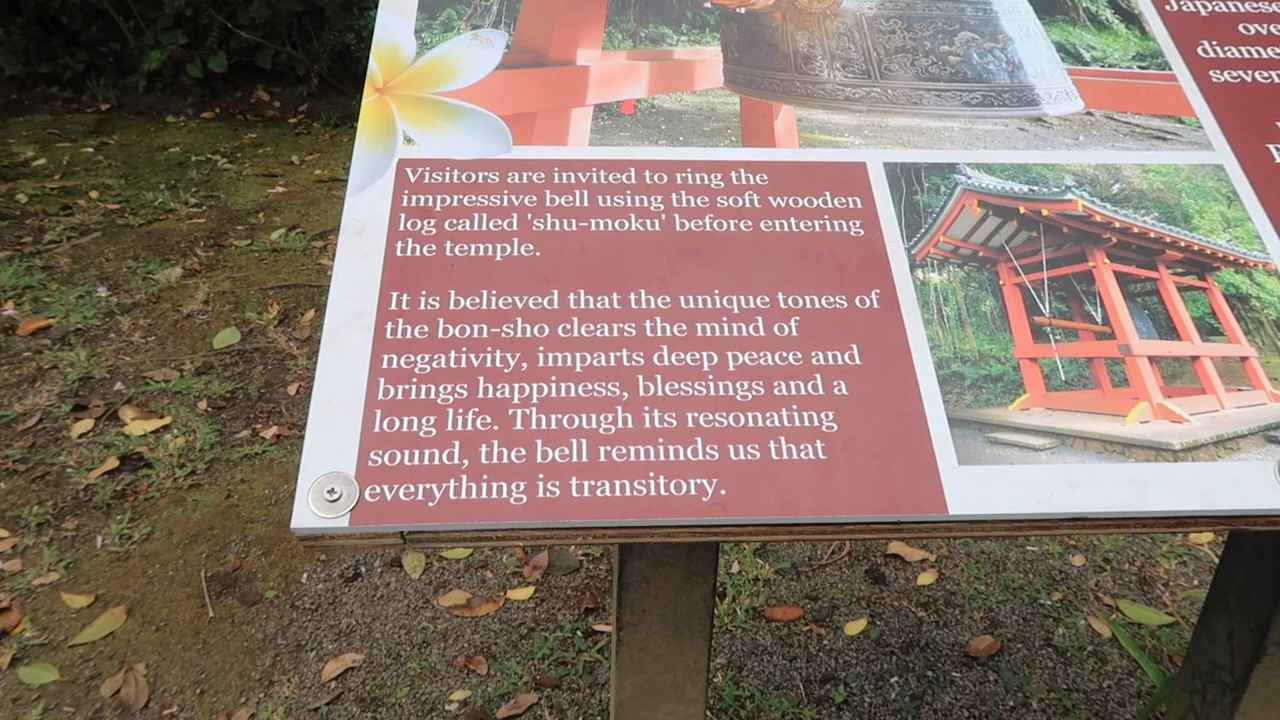 Visitors are invited to ring the
impressive bell using the soft wooden
log called 'shu-moku' before entering
the temple.
It is believed that the unique tones of
the bon-sho clears the mind of
negativity, imparts deep peace and
brings happiness, blessings and a
long life. Through its resonating
sound, the bell reminds us that
everything is transitory.
Japanese